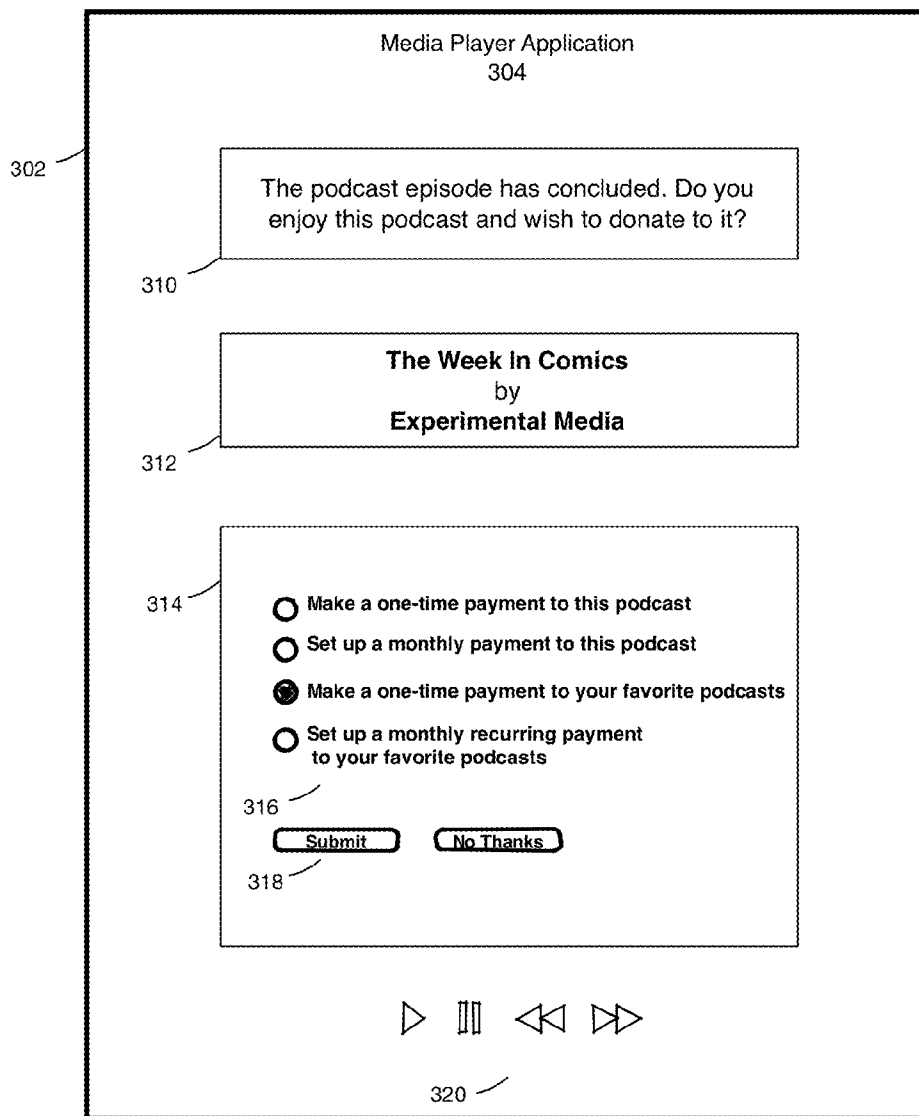 Media Player Application
304
302
The podcast episode has concluded. Do you
enjoy this podcast and wish to donate to it?
310
The Week In Comics
by
Experimental Media
312
314
Make a one-time payment to this podcast
Set up a monthly payment to this podcast
Make a one-time payment to your favorite podcasts
Set up a monthly recurring payment
to your favorite podcasts
316
Submit No Thanks
318
320